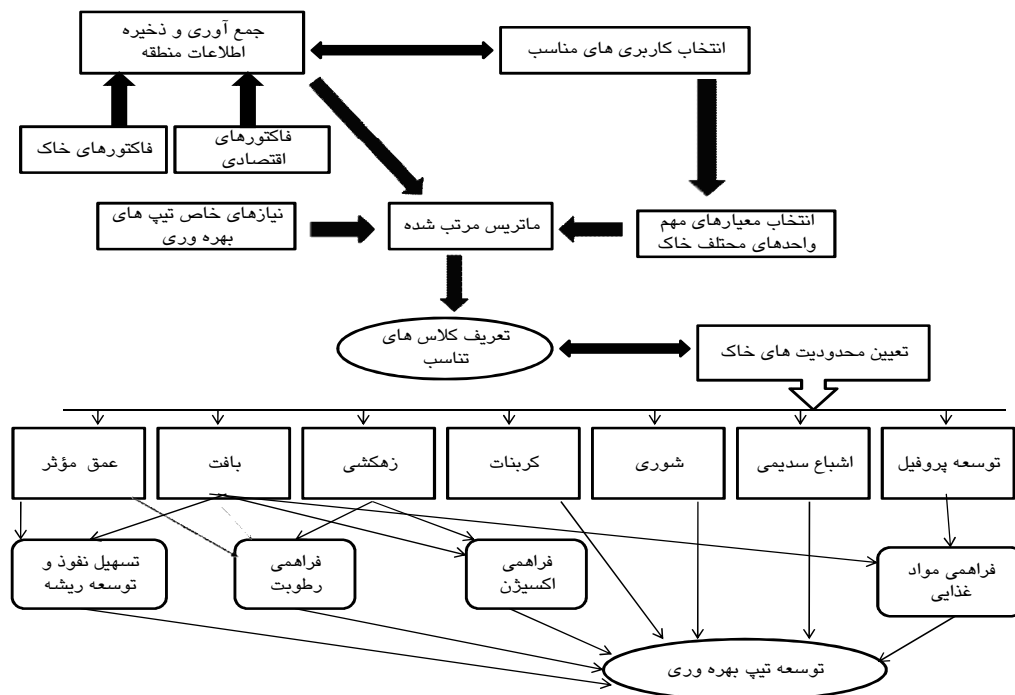 جمع آوری و ذخیره
اطلاعات منطقه
انتخاب کاربری های مناسب
فاکتورهای
اقتصادی
فاکتورهای خاک
انتخاب معیارهای مهم
واحدهای محتلف خاک
ماتریس مرتب شده
نیازهای خاص تیپ های
بهره وری
تعریف کلاس های
تناسب
تعیین محدودیت های خاک
توسعه پروفیل
اشباع سدیمی
شوری
کربنات
زهکشی
بافت
عمق مؤثر
فراهمی مواد
غذایی
فراهمی
اکسیژن
فراهمی
رطوبت
تسهیل نفوذ و
توسعه ریشه
توسعه تیپ بهره وری